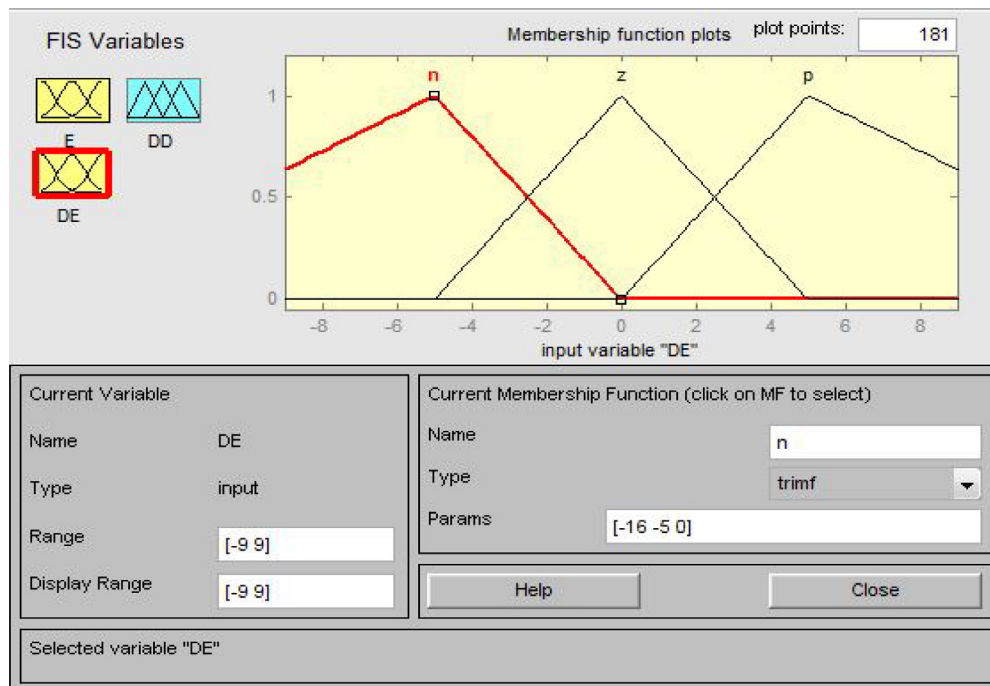 FIS Variables
Membership function plots
plot points:
181
E
DD
DE
n
z
p
1
0.5
0
-8
-6
-4
-2
0
2
4
6
8
input variable "DE"
Current Variable
Name
DE
Type
input
Range
[-9 9]
Display Range
[-9 9]
Current Membership Function (click on MF to select)
Name
n
Type
trimf
Params
[-16 -5 0]
Help
Close
Selected variable "DE"